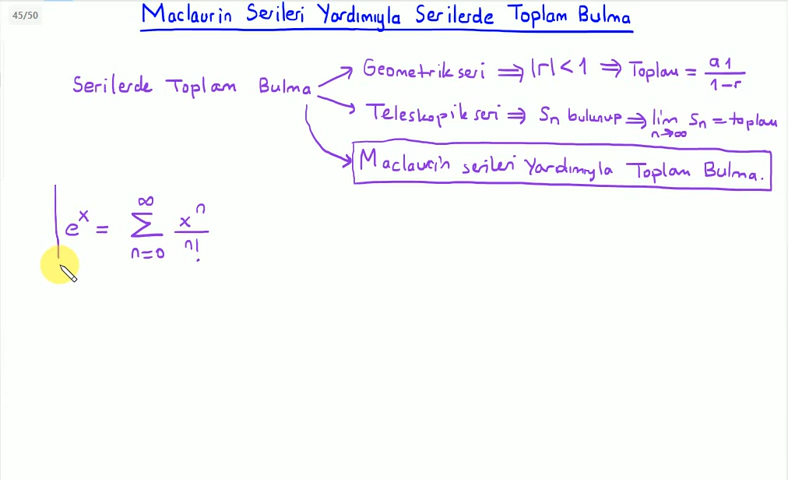 45/50
Maclaurin Serileri Yardımıyla Serilerde Toplam Bulma
Serilerde Toplam Bulma
Geometrik seri ⇒ |r| < 1 ⇒ Toplam = a1/(1-r)
Teleskopik seri ⇒ Sn bulunup ⇒ lim n→∞ Sn = toplam
Maclaurin serileri Yardımıyla Toplam Bulma.
e^x = ∑_{n=0}^{∞} x^n/n!